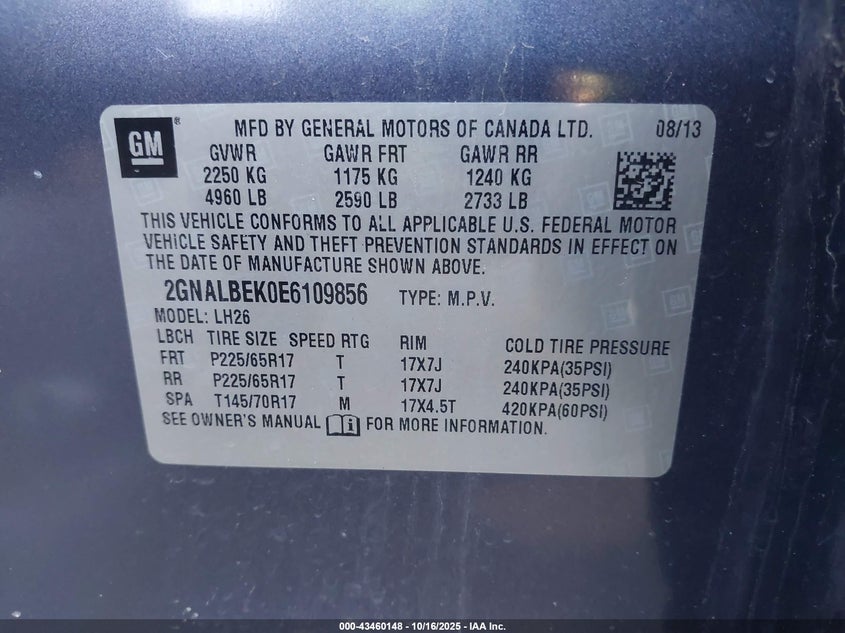 GM ® MFD BY GENERAL MOTORS OF CANADA LTD. 08/13
GVWR GAWR FRT GAWR RR
2250 KG 1175 KG 1240 KG
4960 LB 2590 LB 2733 LB
THIS VEHICLE CONFORMS TO ALL APPLICABLE U.S. FEDERAL MOTOR
VEHICLE SAFETY AND THEFT PREVENTION STANDARDS IN EFFECT ON
THE DATE OF MANUFACTURE SHOWN ABOVE.
2GNALBEK0E6109856 TYPE: M.P.V.
MODEL: LH26
LBCH TIRE SIZE SPEED RTG RIM COLD TIRE PRESSURE
FRT P225/65R17 T 17X7J 240KPA(35PSI)
RR P225/65R17 T 17X7J 240KPA(35PSI)
SPA T145/70R17 M 17X4.5T 420KPA(60PSI)
SEE OWNER'S MANUAL FOR MORE INFORMATION.
000-43460148 - 10/16/2025 - IAA Inc.